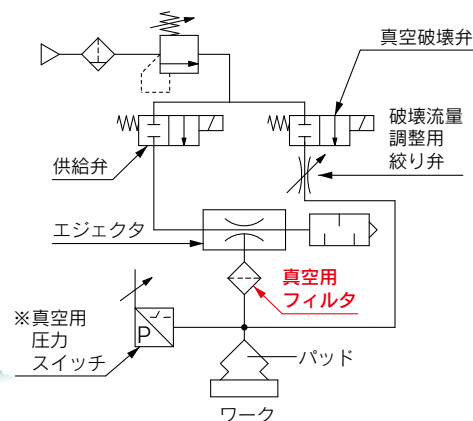 真空破壊弁
破壊流量
調整用
絞り弁
供給弁
エジェクタ
真空用
フィルタ
※真空用
圧力
スイッチ
P
パッド
ワーク